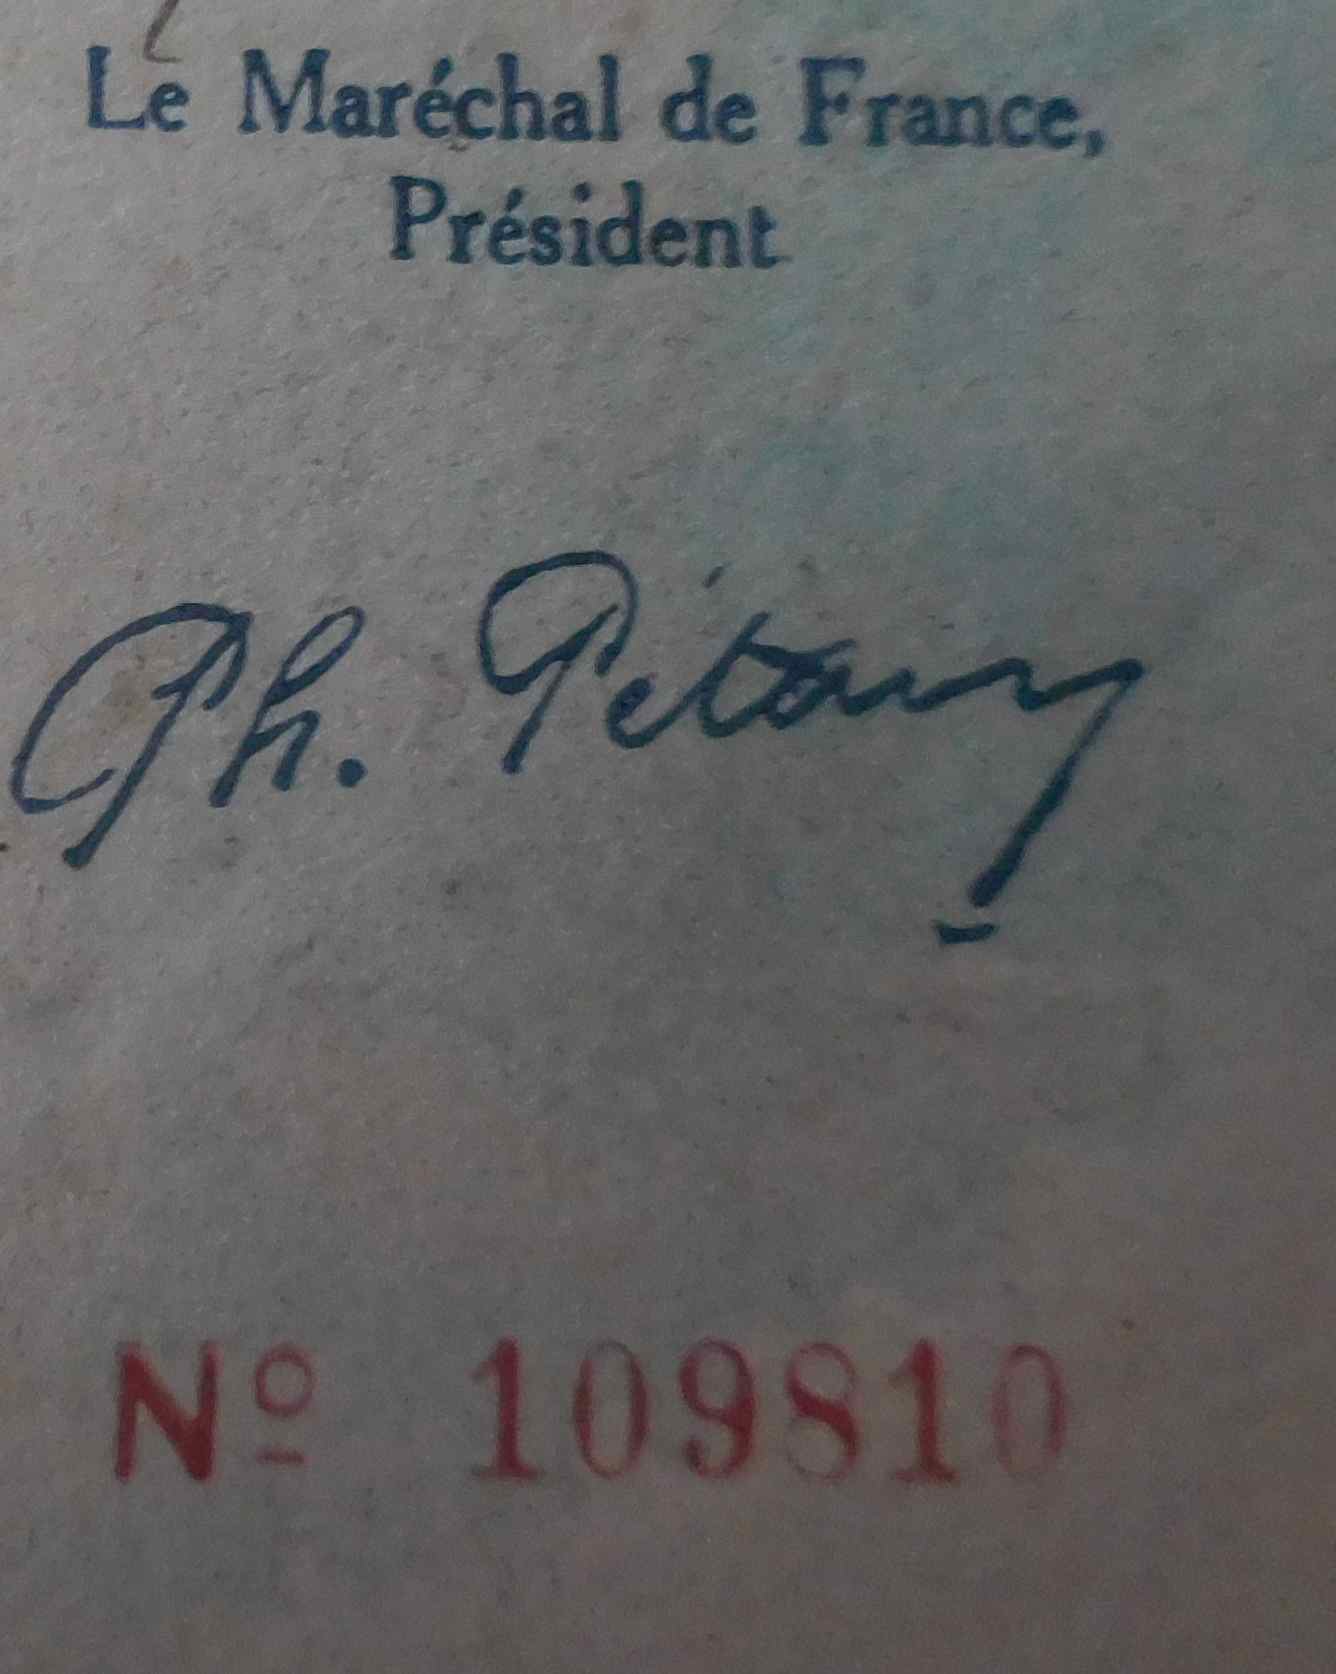 Le Maréchal de France,
Président
Ph. Pétain
Nº 109810